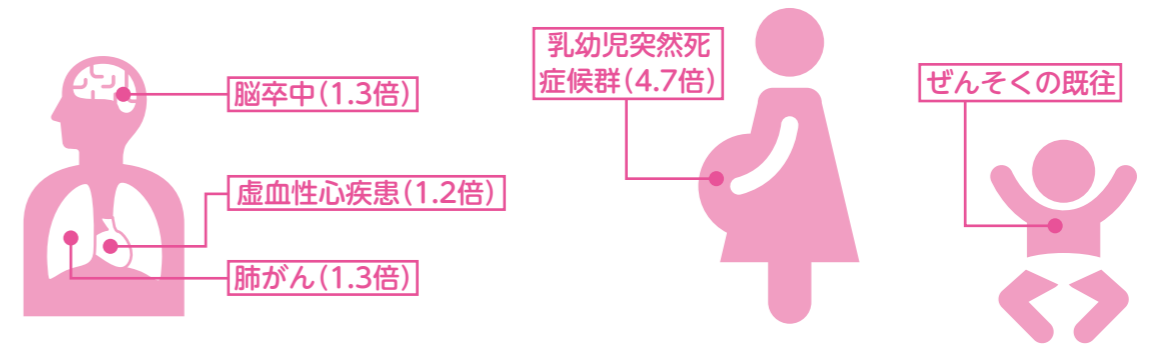 脳卒中(1.3倍)
虚血性心疾患(1.2倍)
肺がん(1.3倍)
乳幼児突然死
症候群(4.7倍)
ぜんそくの既往